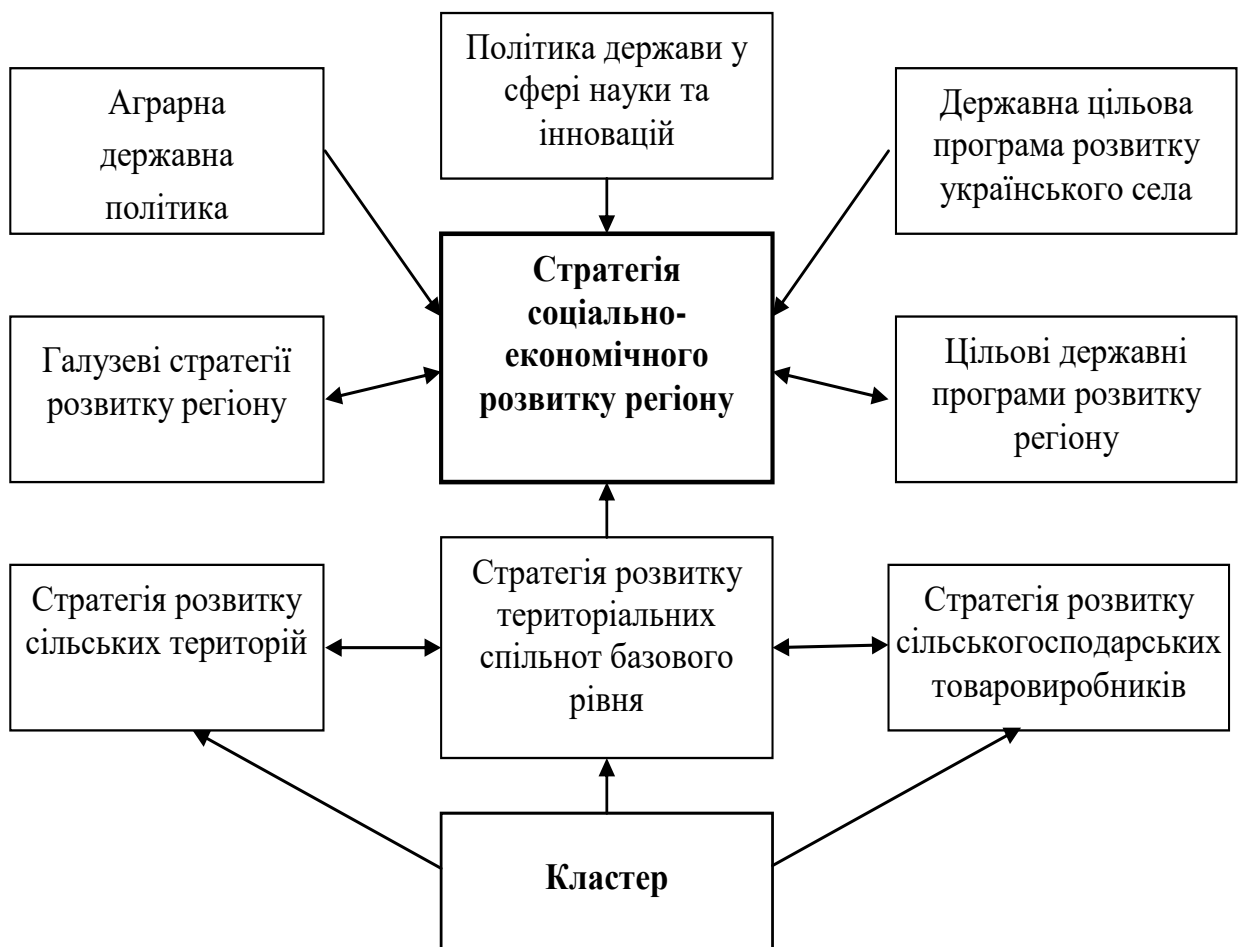 Політика держави у
сфері науки та
інновацій
Аграрна
державна
політика
Державна цільова
програма розвитку
українського села
Стратегія
соціально-
економічного
розвитку регіону
Галузеві стратегії
розвитку регіону
Цільові державні
програми розвитку
регіону
Стратегія розвитку
сільських територій
Стратегія розвитку
територіальних
спільнот базового
рівня
Стратегія розвитку
сільськогосподарських
товаровиробників
Кластер